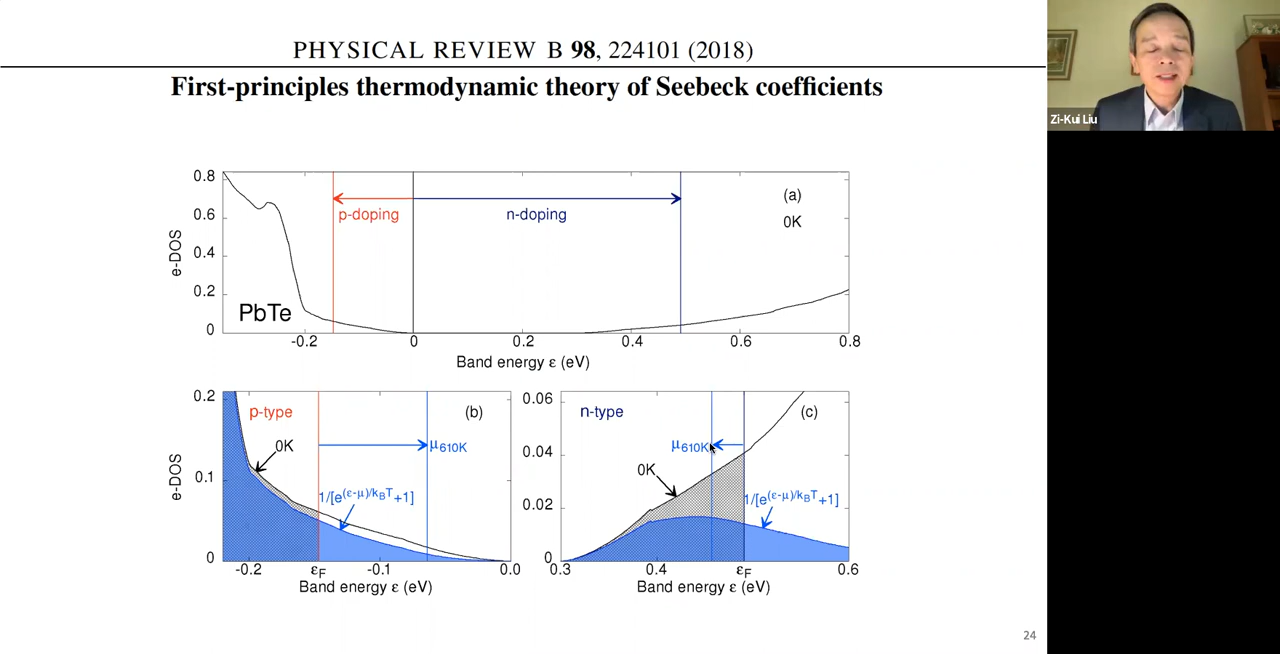 PHYSICAL REVIEW B 98, 224101 (2018)
First-principles thermodynamic theory of Seebeck coefficients
Zi-Kui Liu
0.8
0.6
0.4
0.2
0
e-DOS
p-doping
n-doping
(a)
0K
PbTe
-0.2
0
0.2
0.4
0.6
0.8
Band energy ε (eV)
0.2
0.1
0
e-DOS
p-type
(b)
0K
μ610K
1/[e(ε-μ)/kBT+1]
-0.2
εF
-0.1
0.0
Band energy ε (eV)
0.06
0.04
0.02
0
n-type
(c)
μ610K
0K
1/[e(ε-μ)/kBT+1]
0.3
0.4
εF
0.6
Band energy ε (eV)
24